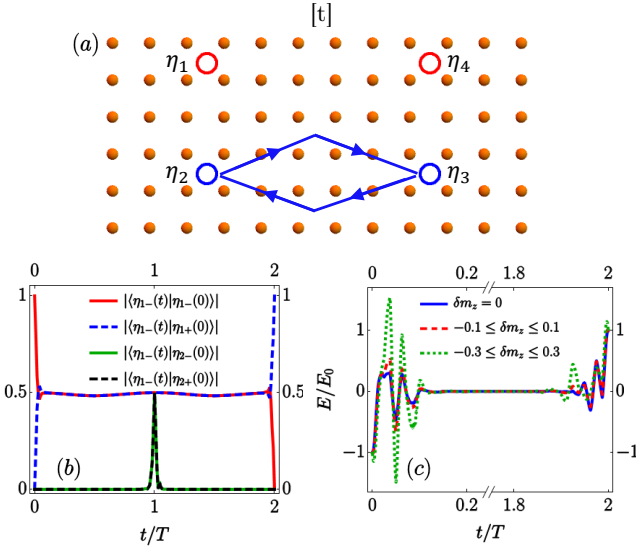 [t]
(a)
η1 η4
η2 η3
0 1 2
1 1
0.5 0.5
0 0
|⟨η1−(t)|η1−(0)⟩|
|⟨η1−(t)|η1+(0)⟩|
|⟨η1−(t)|η2−(0)⟩|
|⟨η1−(t)|η2+(0)⟩|
(b)
0 1 2
t/T
0 0.2 1.8 2
E/E0
1 1
0 0
−1 −1
δmz = 0
−0.1 ≤ δmz ≤ 0.1
−0.3 ≤ δmz ≤ 0.3
(c)
0 0.2 1.8 2
t/T